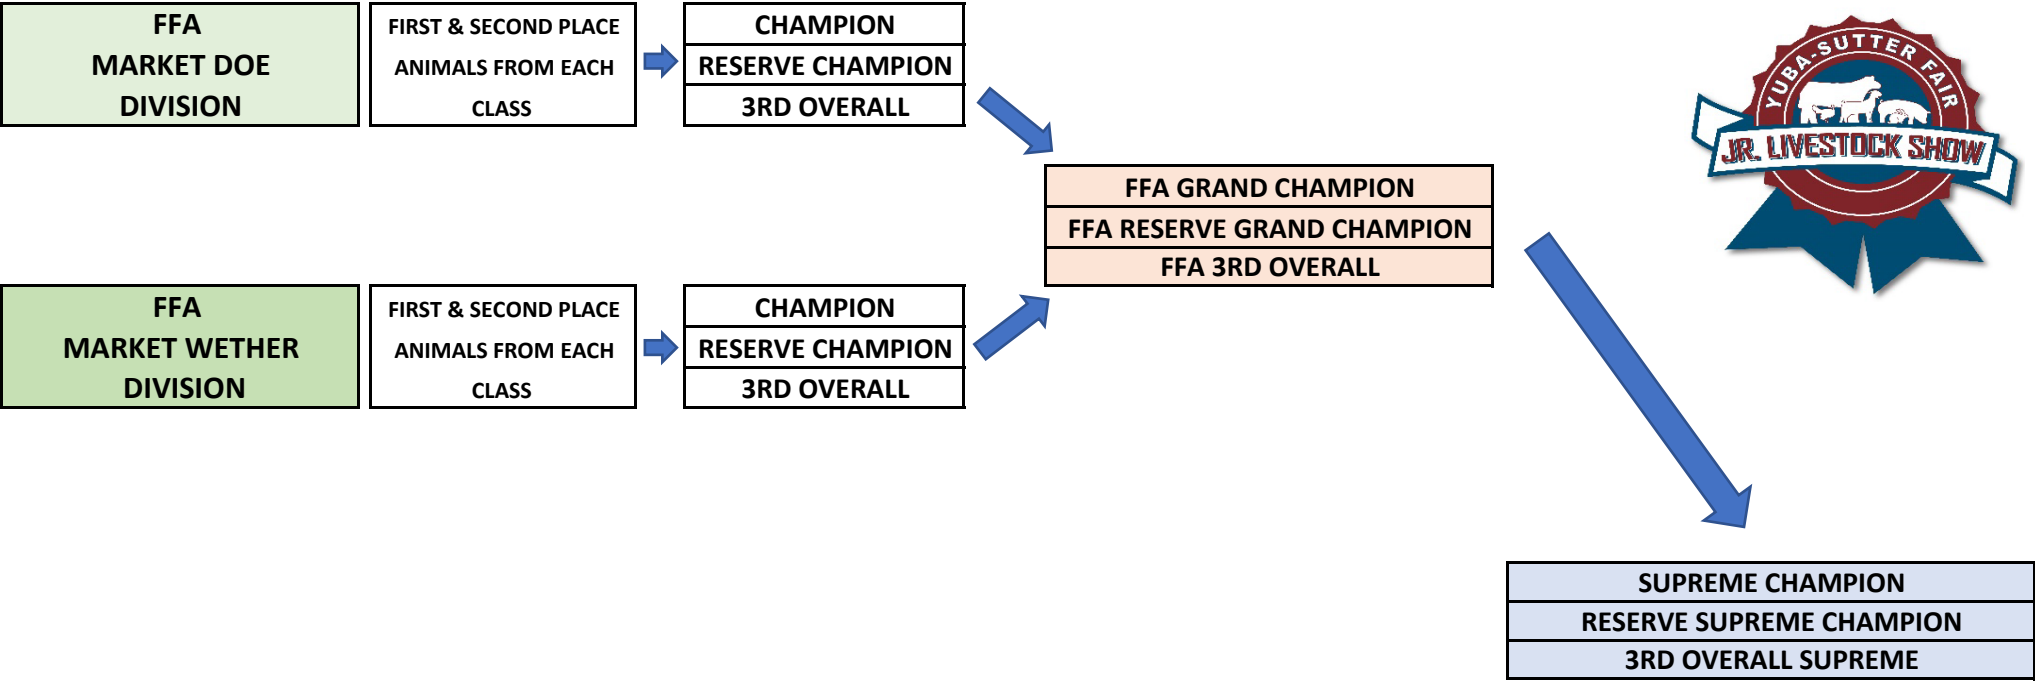 FFA
MARKET DOE
DIVISION
FIRST & SECOND PLACE
ANIMALS FROM EACH
CLASS
CHAMPION
RESERVE CHAMPION
3RD OVERALL
YUBA-SUTTER FAIR
JR. LIVESTOCK SHOW
FFA GRAND CHAMPION
FFA RESERVE GRAND CHAMPION
FFA 3RD OVERALL
FFA
MARKET WETHER
DIVISION
FIRST & SECOND PLACE
ANIMALS FROM EACH
CLASS
CHAMPION
RESERVE CHAMPION
3RD OVERALL
SUPREME CHAMPION
RESERVE SUPREME CHAMPION
3RD OVERALL SUPREME